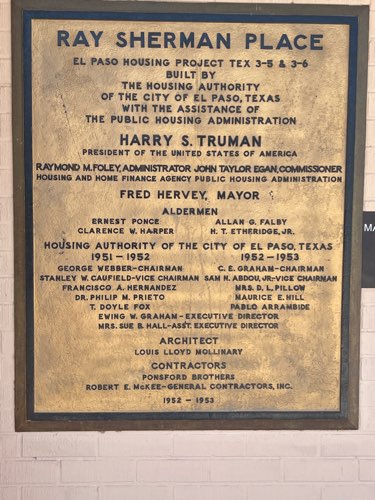 RAY SHERMAN PLACE
EL PASO HOUSING PROJECT TEX 3-5 & 3-6
BUILT BY
THE HOUSING AUTHORITY
OF THE CITY OF EL PASO, TEXAS
WITH THE ASSISTANCE OF
THE PUBLIC HOUSING ADMINISTRATION
HARRY S. TRUMAN
PRESIDENT OF THE UNITED STATES OF AMERICA
RAYMOND M. FOLEY, ADMINISTRATOR JOHN TAYLOR EGAN, COMMISSIONER
HOUSING AND HOME FINANCE AGENCY PUBLIC HOUSING ADMINISTRATION
FRED HERVEY, MAYOR
ALDERMEN
ERNEST PONCE ALLAN G. FALBY
CLARENCE W. HARPER H. T. ETHERIDGE, JR.
HOUSING AUTHORITY OF THE CITY OF EL PASO, TEXAS
1951-1952 1952-1953
GEORGE WEBBER-CHAIRMAN C. E. GRAHAM-CHAIRMAN
STANLEY W. CAUFIELD-VICE CHAIRMAN SAM N. ABDOU, JR.-VICE CHAIRMAN
FRANCISCO A. HERNANDEZ MRS. D. L. PILLOW
DR. PHILIP M. PRIETO MAURICE E. HILL
T. DOYLE FOX PABLO ARRAMBIDE
EWING W. GRAHAM-EXECUTIVE DIRECTOR
MRS. SUE B. HALL-ASS'T. EXECUTIVE DIRECTOR
ARCHITECT
LOUIS LLOYD MOLLINARY
CONTRACTORS
PONSFORD BROTHERS
ROBERT E. McKEE-GENERAL CONTRACTORS, INC.
1952-1953
MA